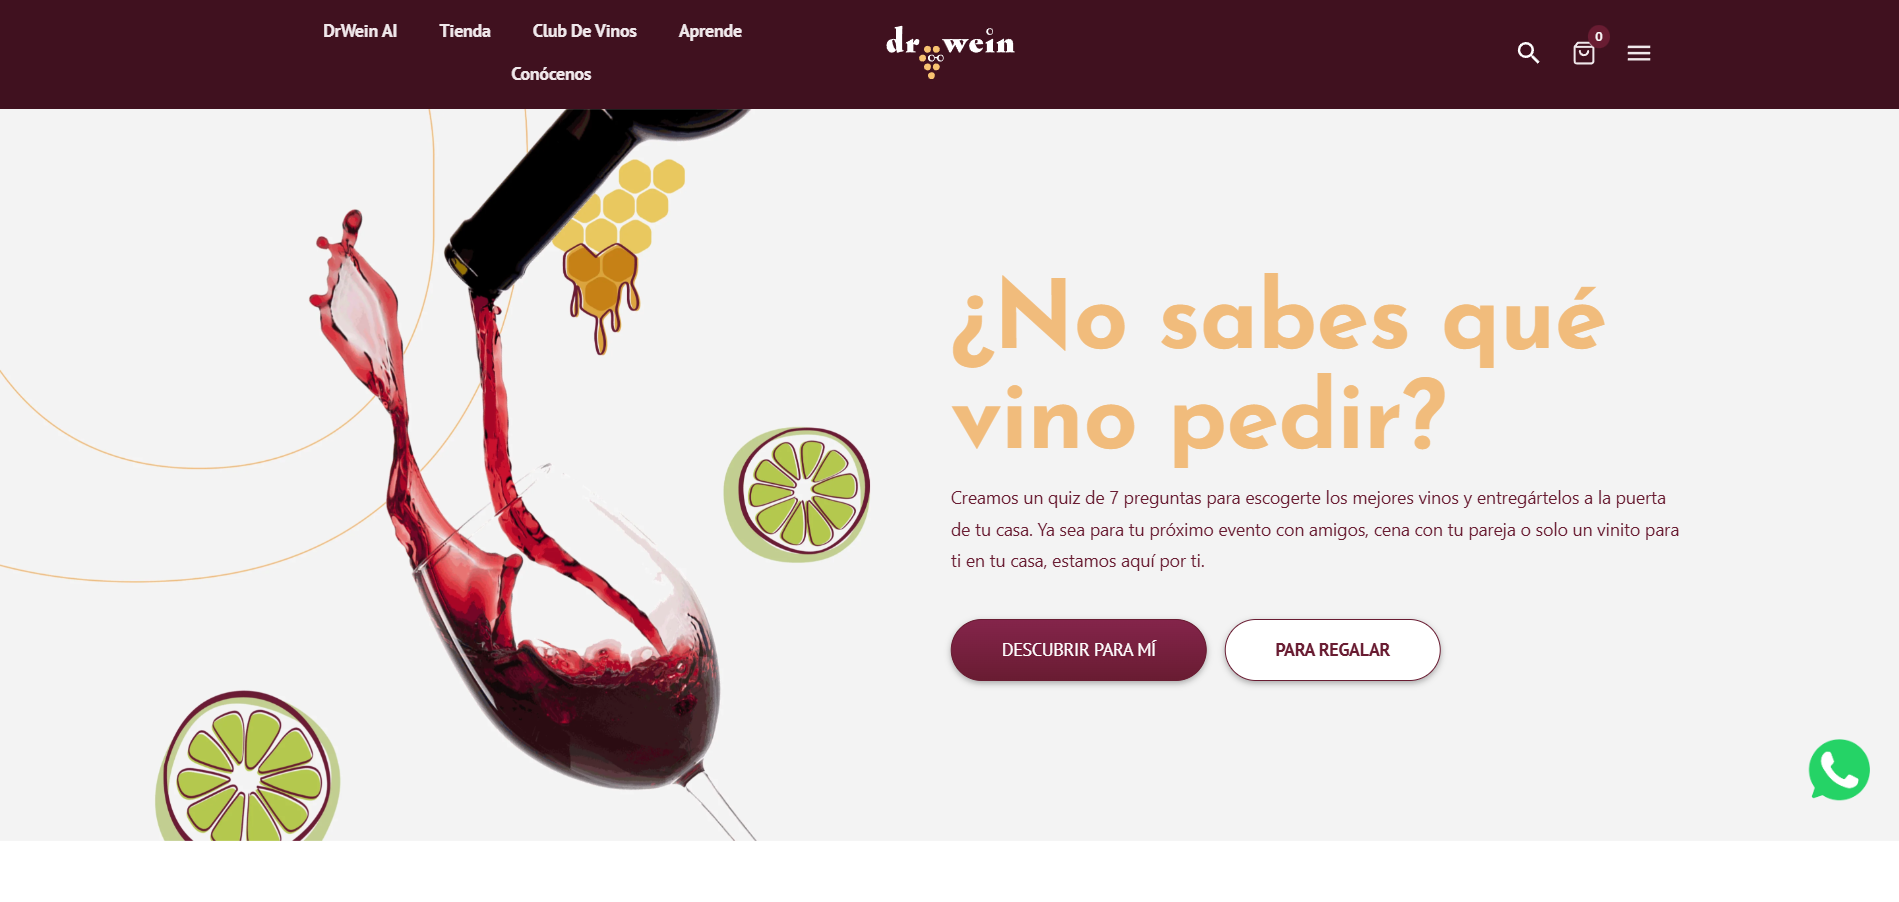 DrWein AI Tienda Club De Vinos Aprende
Conócenos
dr wein
0
¿No sabes qué
vino pedir?
Creamos un quiz de 7 preguntas para escogerte los mejores vinos y entregártelos a la puerta
de tu casa. Ya sea para tu próximo evento con amigos, cena con tu pareja o solo un vinito para
ti en tu casa, estamos aquí por ti.
DESCUBRIR PARA MÍ PARA REGALAR